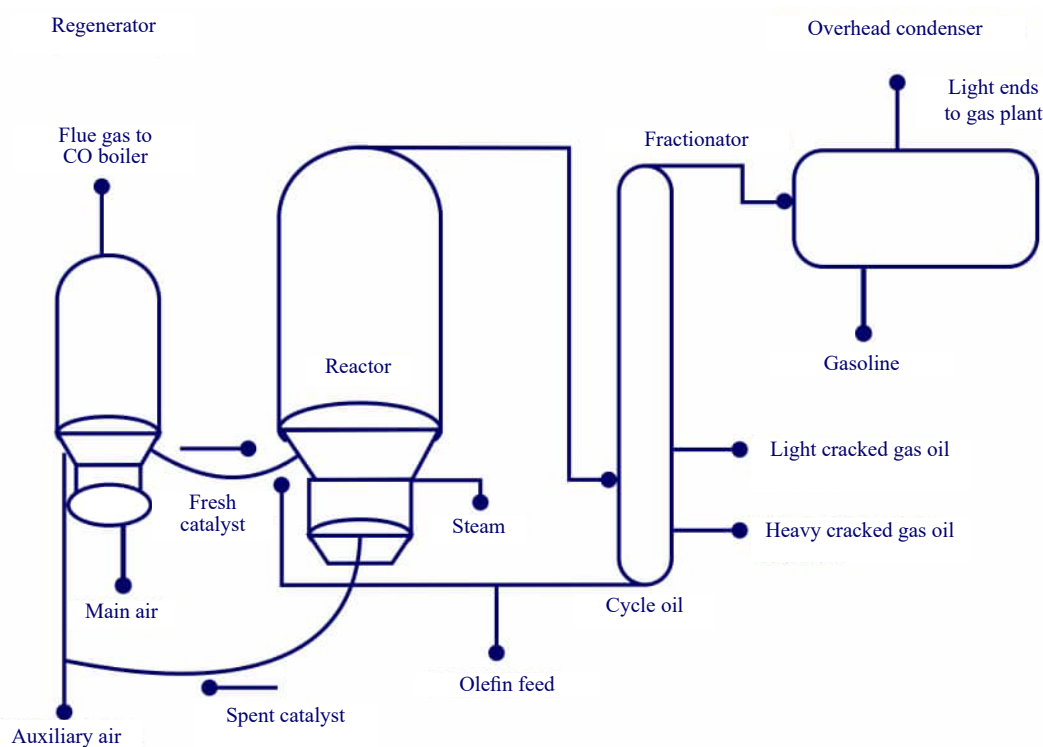 Regenerator
Overhead condenser
Light ends
to gas plant
Flue gas to
CO boiler
Fractionator
Reactor
Gasoline
Light cracked gas oil
Fresh
catalyst
Steam
Heavy cracked gas oil
Main air
Cycle oil
Olefin feed
Spent catalyst
Auxiliary air